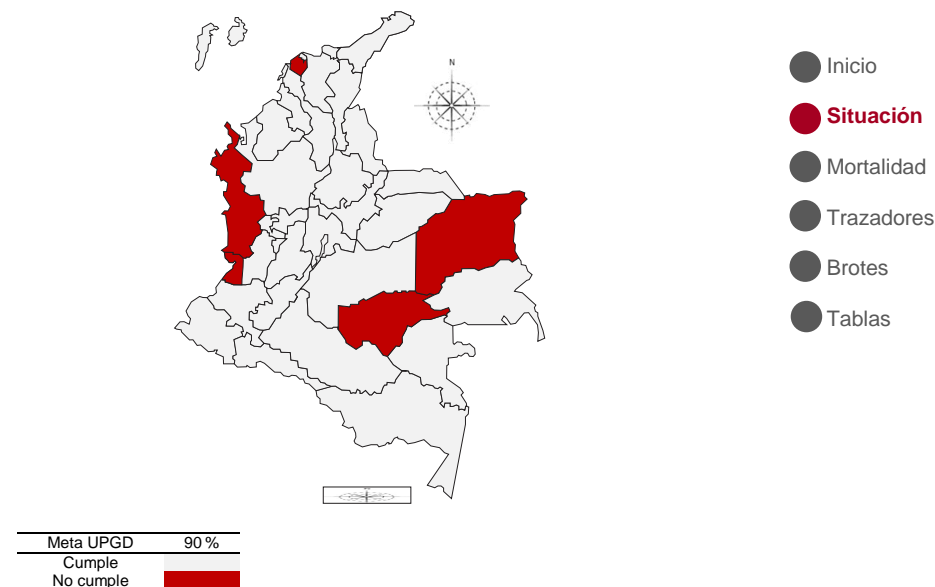 N
Inicio
Situación
Mortalidad
Trazadores
Brotes
Tablas
Meta UPGD 90 %
Cumple
No cumple